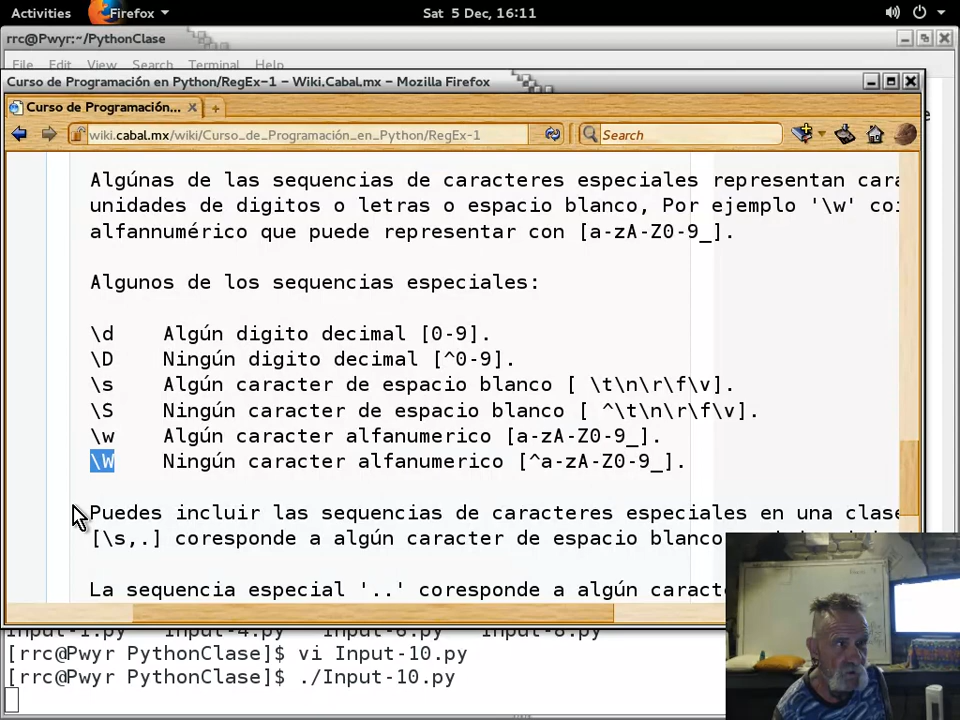 Activities Firefox Sat 5 Dec, 16:11
rrc@Pwyr:~/PythonClase
File Edit View Search Terminal Help
Curso de Programación en Python/RegEx-1 – Wiki.Cabal.mx – Mozilla Firefox
Curso de Programación...
wiki.cabal.mx/wiki/Curso_de_Programación_en_Python/RegEx-1 Search
Algúnas de las sequencias de caracteres especiales representan
unidades de digitos o letras o espacio blanco, Por ejemplo '\w'
alfannumérico que puede representar con [a-zA-Z0-9_].
Algunos de los sequencias especiales:
\d Algún digito decimal [0-9].
\D Ningún digito decimal [^0-9].
\s Algún caracter de espacio blanco [ \t\n\r\f\v].
\S Ningún caracter de espacio blanco [ ^\t\n\r\f\v].
\w Algún caracter alfanumerico [a-zA-Z0-9_].
\W Ningún caracter alfanumerico [^a-zA-Z0-9_].
Puedes incluir las sequencias de caracteres especiales en una clase
[\s,.] coresponde a algún caracter de espacio blanco
La sequencia especial '..' coresponde a algún
Input-1.py Input-4.py Input-6.py Input-8.py
[rrc@Pwyr PythonClase]$ vi Input-10.py
[rrc@Pwyr PythonClase]$ ./Input-10.py